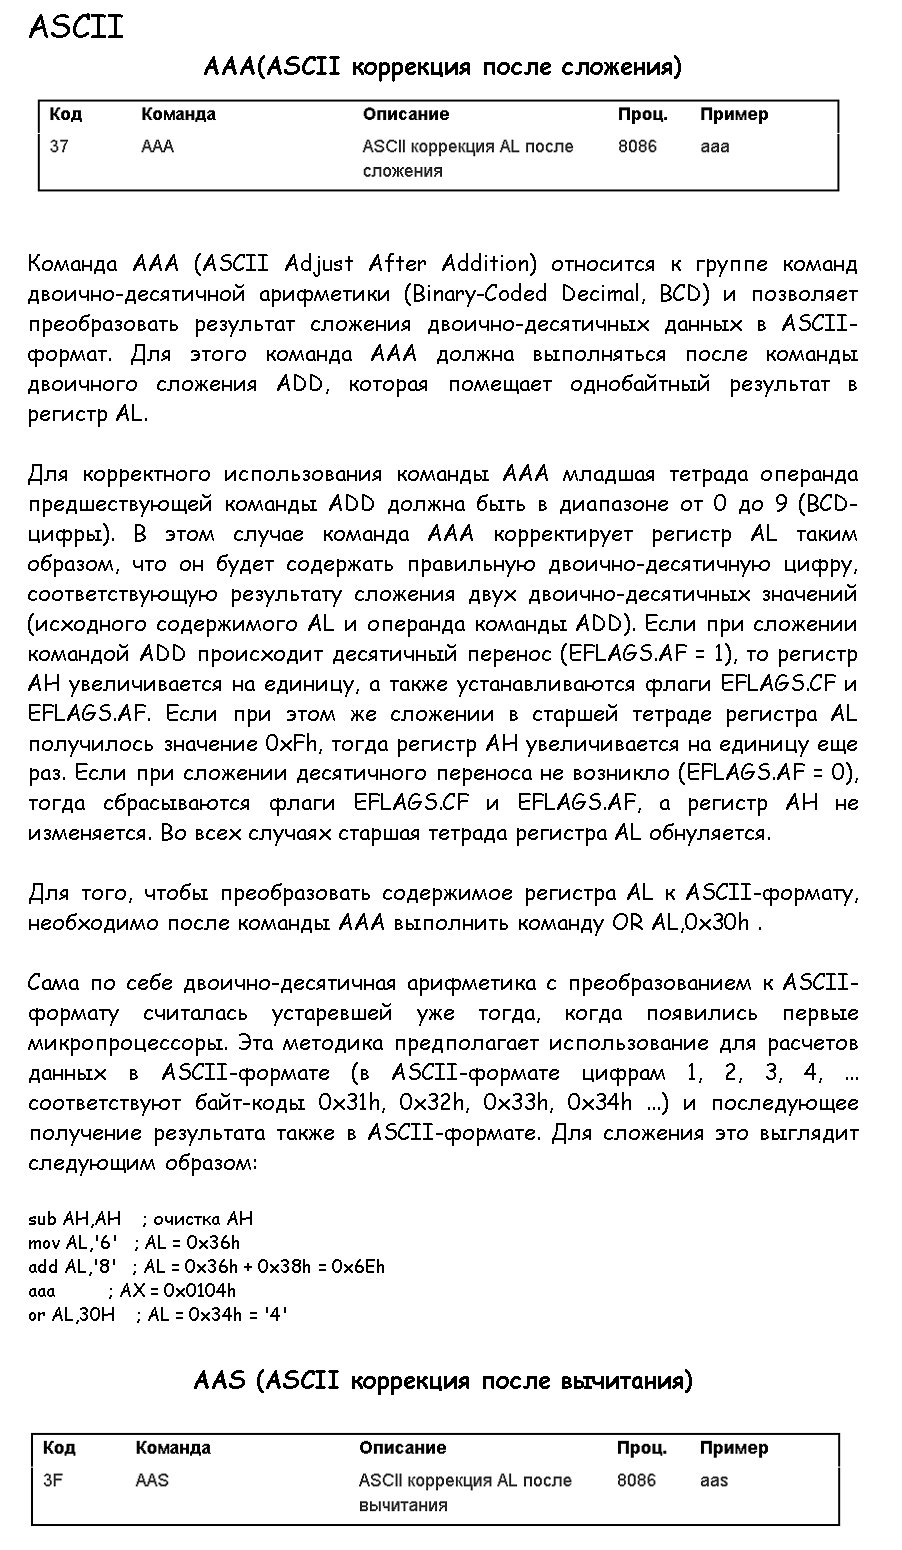 ASCII
AAA(ASCII коррекция после сложения)
Код Команда Описание Проц. Пример
37 AAA ASCII коррекция AL после 8086 aaa
сложения
Команда AAA (ASCII Adjust After Addition) относится к группе команд
двоично-десятичной арифметики (Binary-Coded Decimal, BCD) и позволяет
преобразовать результат сложения двоично-десятичных данных в ASCII-
формат. Для этого команда AAA должна выполняться после команды
двоичного сложения ADD, которая помещает однобайтный результат в
регистр AL.
Для корректного использования команды AAA младшая тетрада операнда
предшествующей команды ADD должна быть в диапазоне от 0 до 9 (BCD-
цифры). В этом случае команда AAA корректирует регистр AL таким
образом, что он будет содержать правильную двоично-десятичную цифру,
соответствующую результату сложения двух двоично-десятичных значений
(исходного содержимого AL и операнда команды ADD). Если при сложении
командой ADD происходит десятичный перенос (EFLAGS.AF = 1), то регистр
AH увеличивается на единицу, а также устанавливаются флаги EFLAGS.CF и
EFLAGS.AF. Если при этом же сложении в старшей тетраде регистра AL
получилось значение 0xFh, тогда регистр AH увеличивается на единицу еще
раз. Если при сложении десятичного переноса не возникло (EFLAGS.AF = 0),
тогда сбрасываются флаги EFLAGS.CF и EFLAGS.AF, а регистр AH не
изменяется. Во всех случаях старшая тетрада регистра AL обнуляется.
Для того, чтобы преобразовать содержимое регистра AL к ASCII-формату,
необходимо после команды AAA выполнить команду OR AL,0x30h .
Сама по себе двоично-десятичная арифметика с преобразованием к ASCII-
формату считалась устаревшей уже тогда, когда появились первые
микропроцессоры. Эта методика предполагает использование для расчетов
данных в ASCII-формате (в ASCII-формате цифрам 1, 2, 3, 4, ...
соответствуют байт-коды 0x31h, 0x32h, 0x33h, 0x34h ...) и последующее
получение результата также в ASCII-формате. Для сложения это выглядит
следующим образом:
sub AH,AH ; очистка AH
mov AL,'6' ; AL = 0x36h
add AL,'8' ; AL = 0x36h + 0x38h = 0x6Eh
aaa ; AX = 0x0104h
or AL,30H ; AL = 0x34h = '4'
AAS (ASCII коррекция после вычитания)
Код Команда Описание Проц. Пример
3F AAS ASCII коррекция AL после 8086 aas
вычитания